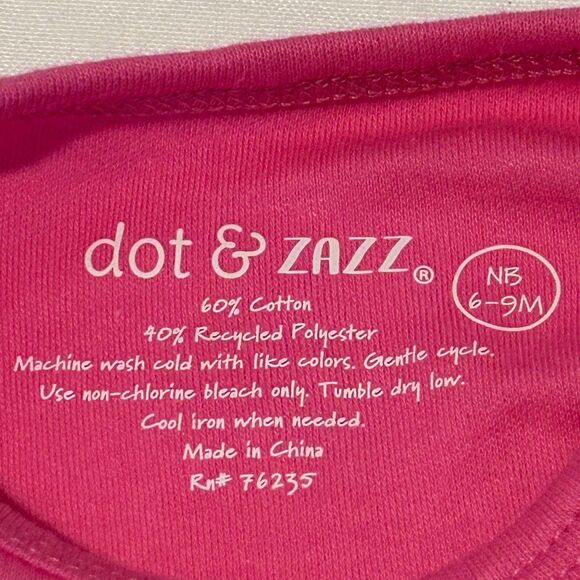 dot & ZAZZ®
NB
6-9M
60% Cotton
40% Recycled Polyester
Machine wash cold with like colors. Gentle cycle.
Use non-chlorine bleach only. Tumble dry low.
Cool iron when needed.
Made in China
Rn# 76235